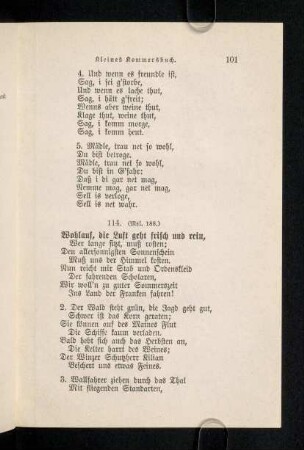 Kleines Kommersbuch. 101
4. Und wenn es freundle ist,
Sag, i sei g'storbe,
Und wenn es lache thut,
Sag, i hätt g'freit;
Wenns aber weine thut,
Klage thut, weine thut,
Sag, i komm morge,
Sag, i komm heut.
5. Mädle, trau net so wohl,
Du bist betroge.
Mädle, trau net so wohl,
Du bist in G'fahr:
Daß i di gar net mag,
Nemme mag, gar net mag,
Sell is verloge,
Sell is net wahr.
114. (Mel. 188.)
Wohlauf, die Luft geht frisch und rein,
Wer lange sitzt, muß rosten;
Den allersonnigsten Sonnenschein
Muß uns der Himmel kosten.
Nun reicht mir Stab und Ordenskleid
Der fahrenden Scholaren,
Wir woll'n zu guter Sommerszeit
Ins Land der Franken fahren!
2. Der Wald steht grün, die Jagd geht gut,
Schwer ist das Korn geraten;
Sie können auf des Maines Flut
Die Schiffe kaum verladen.
Bald hebt sich auch das Herbsten an,
Die Kelter harrt des Weines;
Der Winzer Schutzherr Kilian
Beschert uns etwas Feines.
3. Wallfahrer ziehen durch das Thal
Mit fliegenden Standarten,